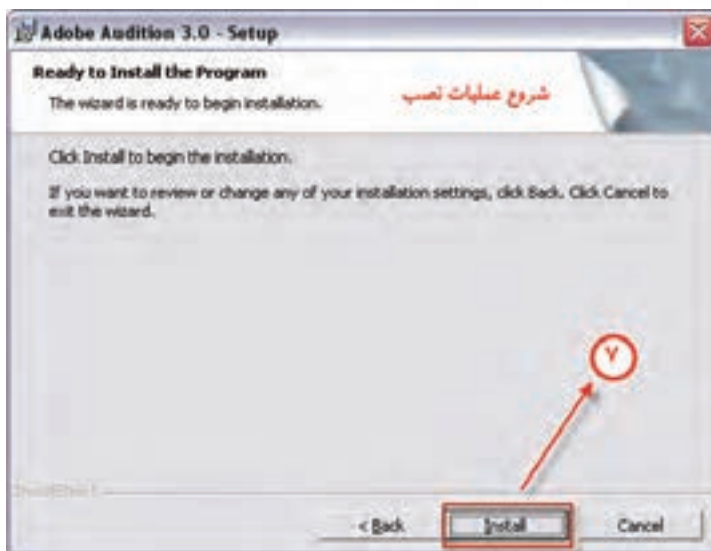 Adobe Audition 3.0 - Setup
Ready to Install the Program
The wizard is ready to begin installation.
شروع عملیات نصب
Click Install to begin the installation.
If you want to review or change any of your installation settings, click Back. Click Cancel to
exit the wizard.
۷
InstallShield
< Back
Install
Cancel